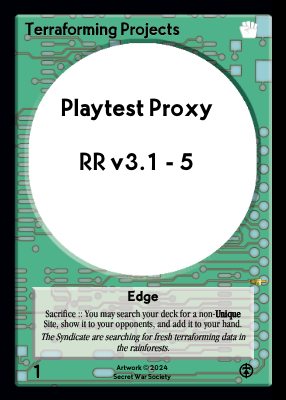 Terraforming Projects
Playtest Proxy
RR v3.1 - 5
Edge
Sacrifice :: You may search your deck for a non-Unique
Site, show it to your opponents, and add it to your hand.
The Syndicate are searching for fresh terraforming data in
the rainforests.
1
Artwork © 2024
Secret War Society